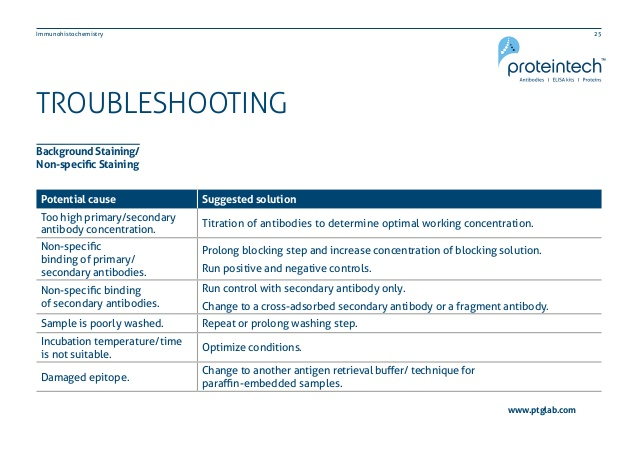 Immunohistochemistry 25
proteintech™
Antibodies | ELISA kits | Proteins
TROUBLESHOOTING
Background Staining/
Non-specific Staining
Potential cause Suggested solution
Too high primary/secondary
antibody concentration.
Titration of antibodies to determine optimal working concentration.
Non-specific
binding of primary/
secondary antibodies.
Prolong blocking step and increase concentration of blocking solution.
Run positive and negative controls.
Non-specific binding
of secondary antibodies.
Run control with secondary antibody only.
Change to a cross-adsorbed secondary antibody or a fragment antibody.
Sample is poorly washed. Repeat or prolong washing step.
Incubation temperature/time
is not suitable.
Optimize conditions.
Damaged epitope.
Change to another antigen retrieval buffer/ technique for
paraffin-embedded samples.
www.ptglab.com